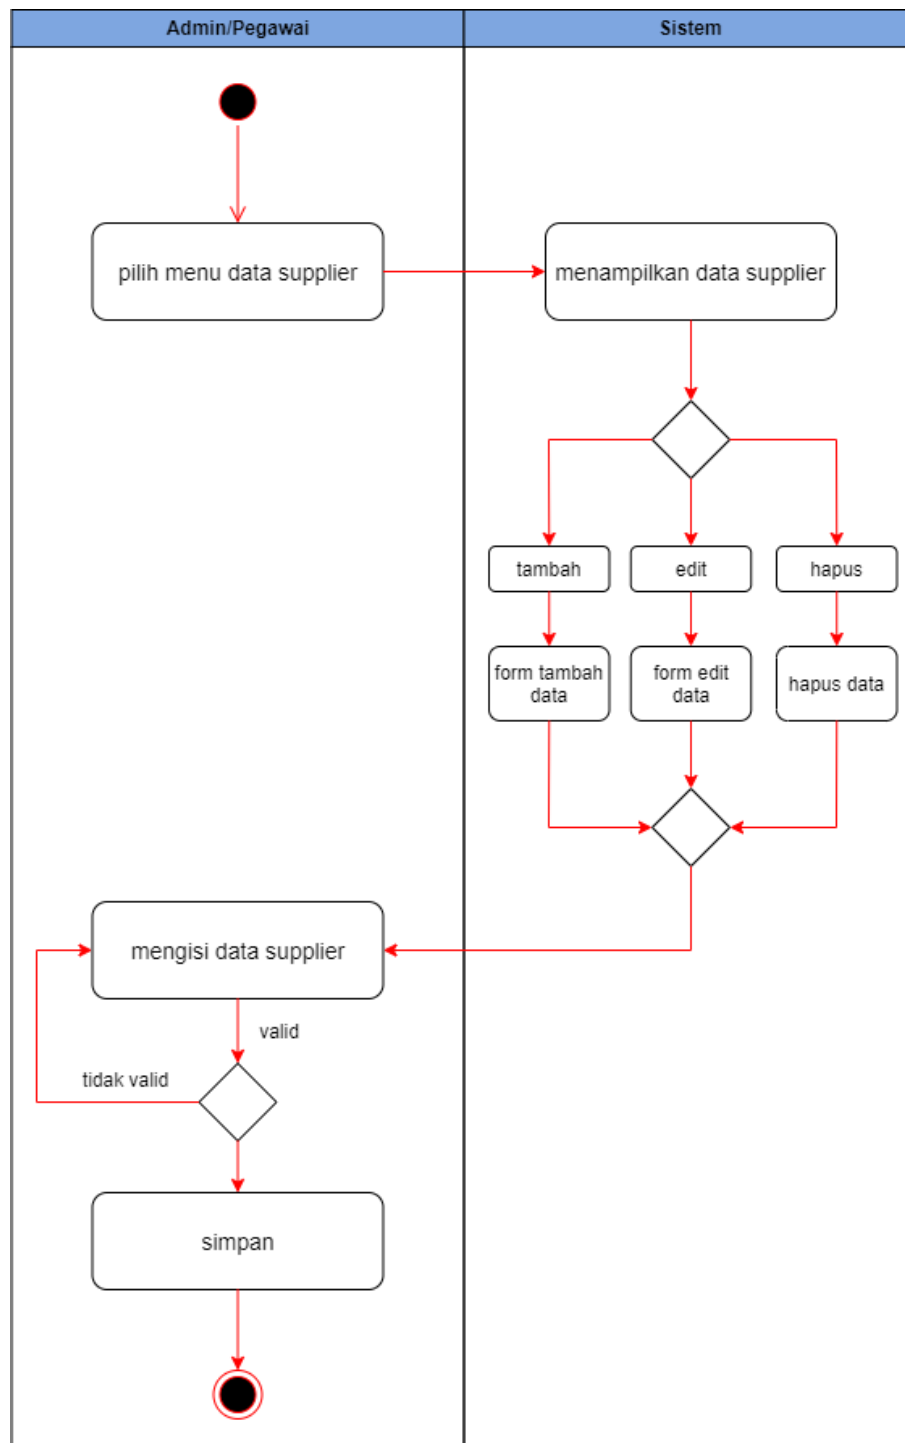 Admin/Pegawai
Sistem
pilih menu data supplier
menampilkan data supplier
tambah
edit
hapus
form tambah
data
form edit
data
hapus data
mengisi data supplier
valid
tidak valid
simpan